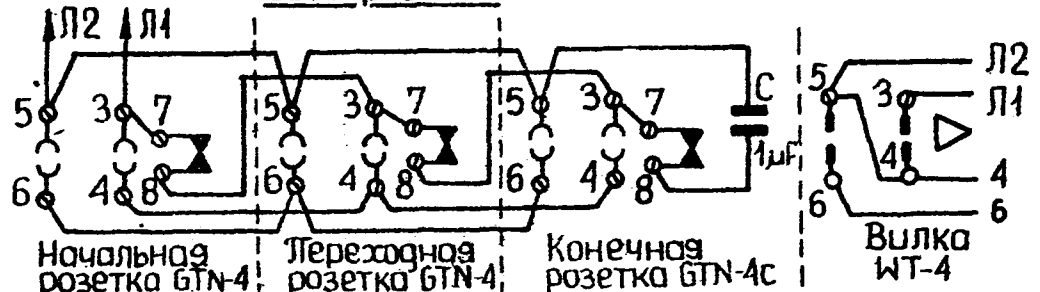 Л2 Л1
5 3 7
6 4 8
Начальная
розетка GTN-4
5 3 7
6 4 8
Переходная
розетка GTN-4
5 3 7 C
6 4 8 1µF
Конечная
розетка GTN-4C
5 3 Л2
Л1
4 4
6 6
Вилка
WT-4